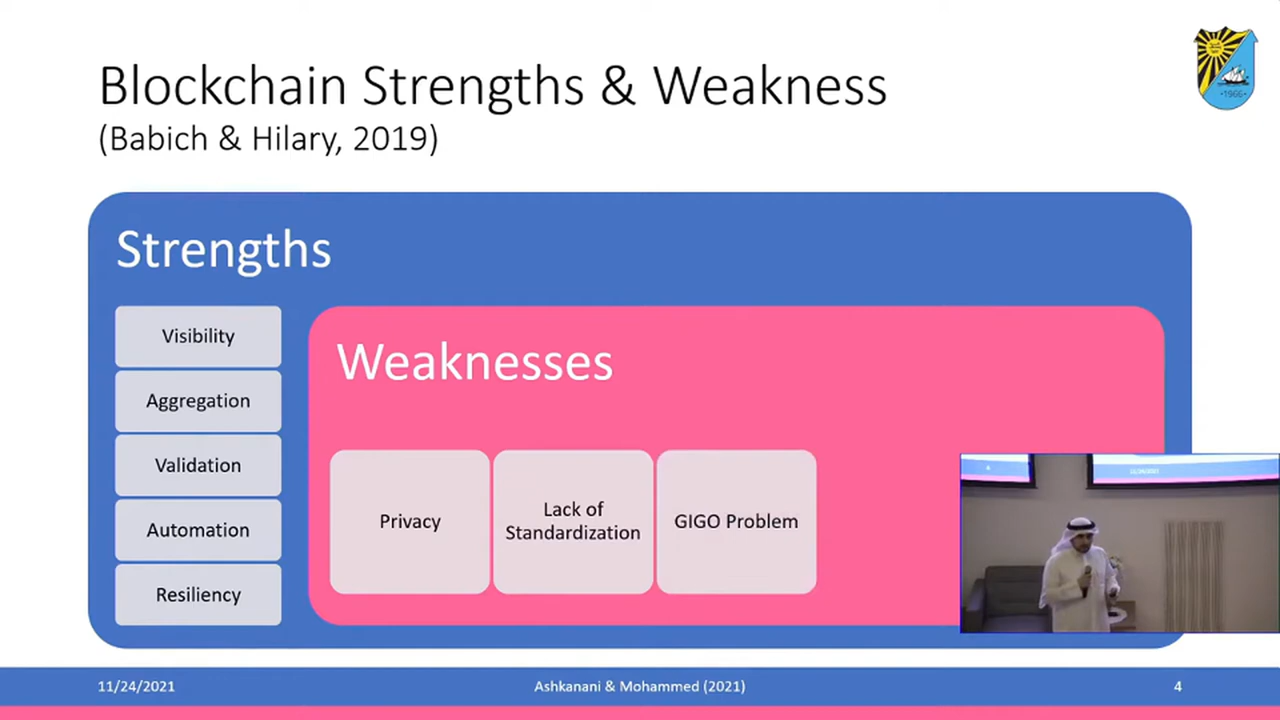 Blockchain Strengths & Weakness
(Babich & Hilary, 2019)
1966
Strengths
Visibility
Aggregation
Validation
Automation
Resiliency
Weaknesses
Privacy
Lack of
Standardization
GIGO Problem
11/24/2021
Ashkanani & Mohammed (2021)
4